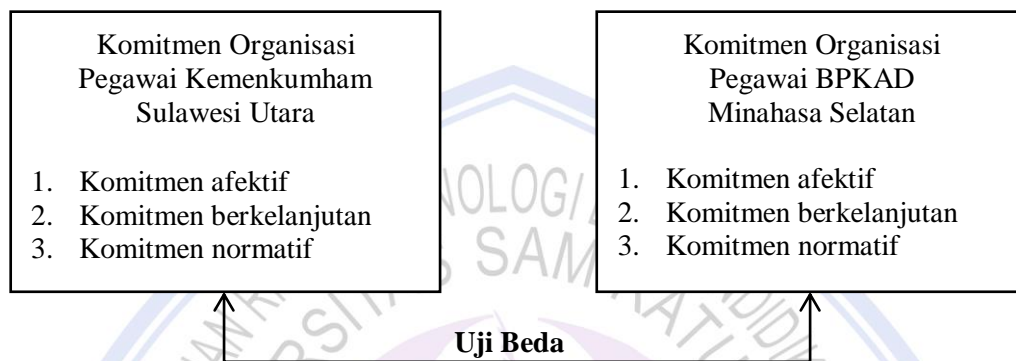 Komitmen Organisasi
Pegawai Kemenkumham
Sulawesi Utara
1. Komitmen afektif
2. Komitmen berkelanjutan
3. Komitmen normatif
Komitmen Organisasi
Pegawai BPKAD
Minahasa Selatan
1. Komitmen afektif
2. Komitmen berkelanjutan
3. Komitmen normatif
Uji Beda